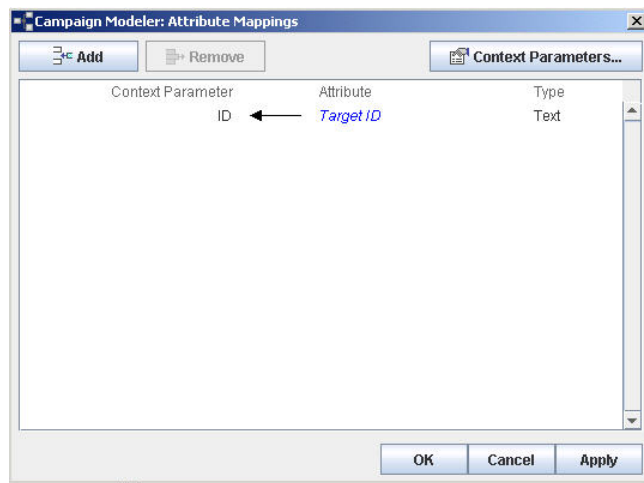 Campaign Modeler: Attribute Mappings
Add Remove Context Parameters...
Context Parameter Attribute Type
ID Target ID Text
OK Cancel Apply